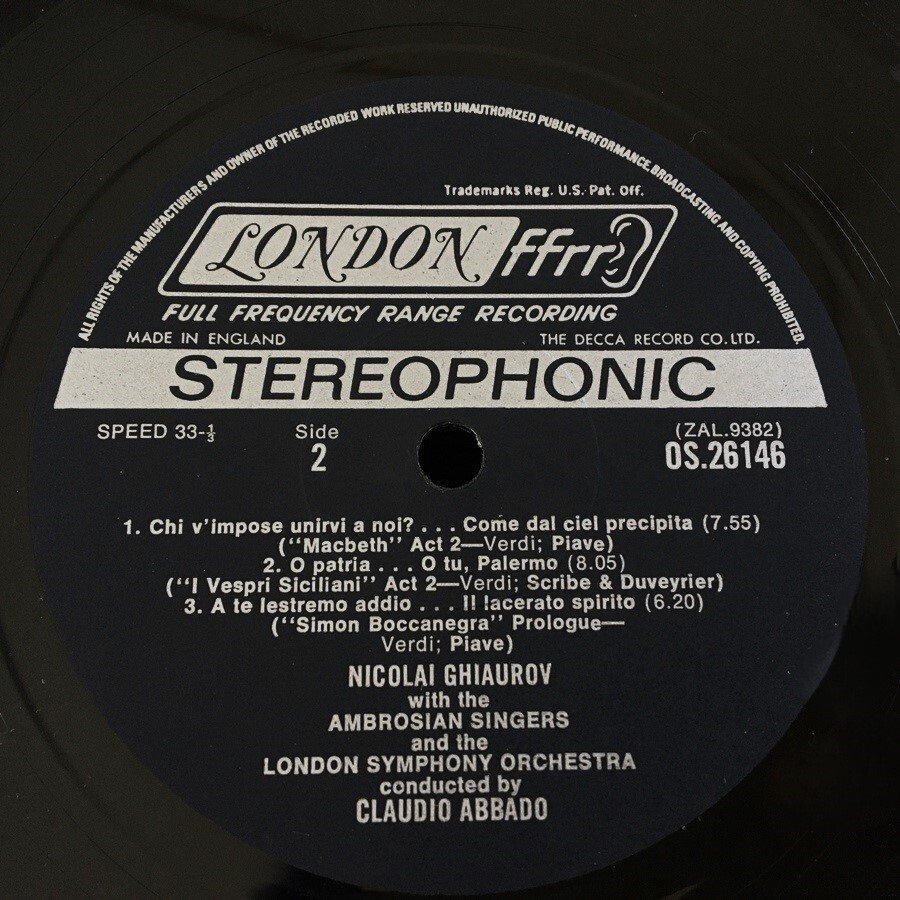 ALL RIGHTS OF THE MANUFACTURERS AND OWNER OF THE RECORDED WORK RESERVED UNAUTHORIZED PUBLIC PERFORMANCE, BROADCASTING AND COPYING PROHIBITED.
Trademarks Reg. U.S. Pat. Off.
LONDON ffrr
FULL FREQUENCY RANGE RECORDING
MADE IN ENGLAND THE DECCA RECORD CO. LTD.
STEREOPHONIC
SPEED 33-⅓ Side (ZAL.9382)
2 OS.26146
1. Chi v'impose unirvi a noi? . . . Come dal ciel precipita (7.55)
("Macbeth" Act 2—Verdi; Piave)
2. O patria . . . O tu, Palermo (8.05)
("I Vespri Siciliani" Act 2—Verdi; Scribe & Duveyrier)
3. A te lestremo addio . . . Il lacerato spirito (6.20)
("Simon Boccanegra" Prologue—
Verdi; Piave)
NICOLAI GHIAUROV
with the
AMBROSIAN SINGERS
and the
LONDON SYMPHONY ORCHESTRA
conducted by
CLAUDIO ABBADO